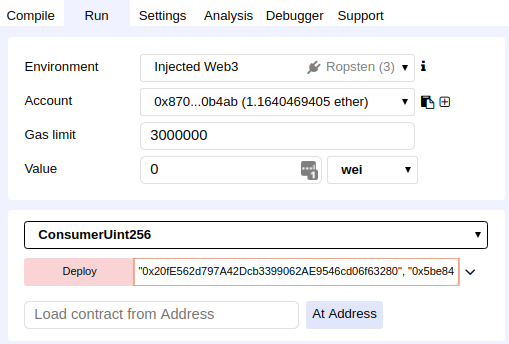 Compile Run Settings Analysis Debugger Support
Environment Injected Web3 Ropsten (3)
Account 0x870...0b4ab (1.1640469405 ether)
Gas limit 3000000
Value 0 1 wei
ConsumerUint256
Deploy "0x20fE562d797A42Dcb3399062AE9546cd06f63280", "0x5be84
Load contract from Address At Address